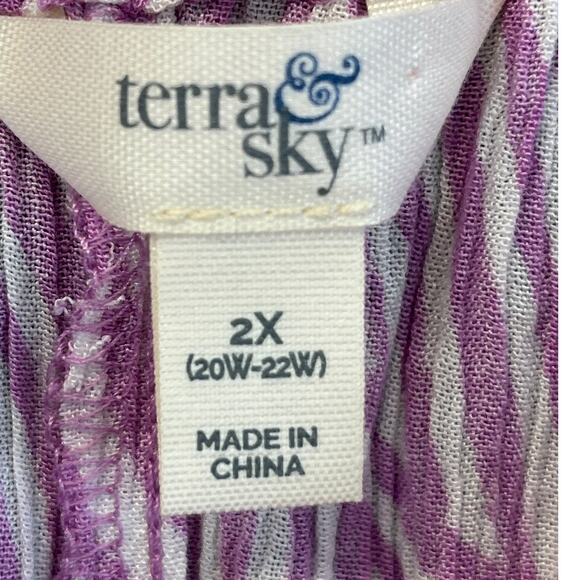 terra &
sky™
2X
(20W-22W)
MADE IN
CHINA